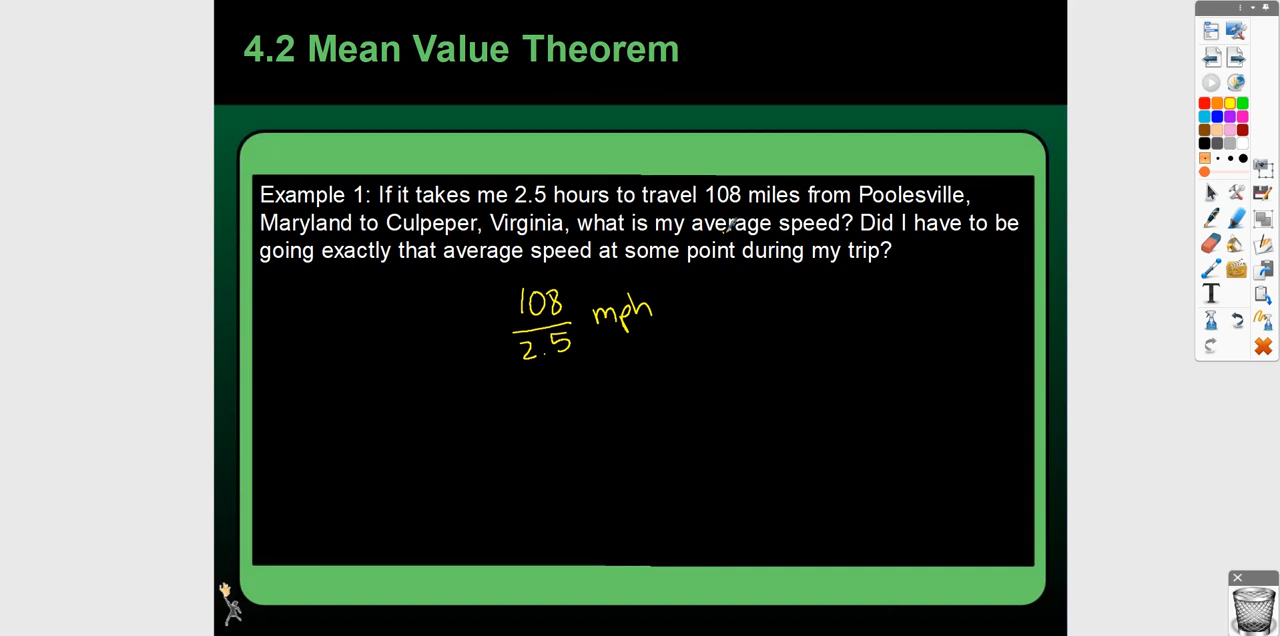 4.2 Mean Value Theorem
Example 1: If it takes me 2.5 hours to travel 108 miles from Poolesville,
Maryland to Culpeper, Virginia, what is my average speed? Did I have to be
going exactly that average speed at some point during my trip?
108
mph
2.5
T